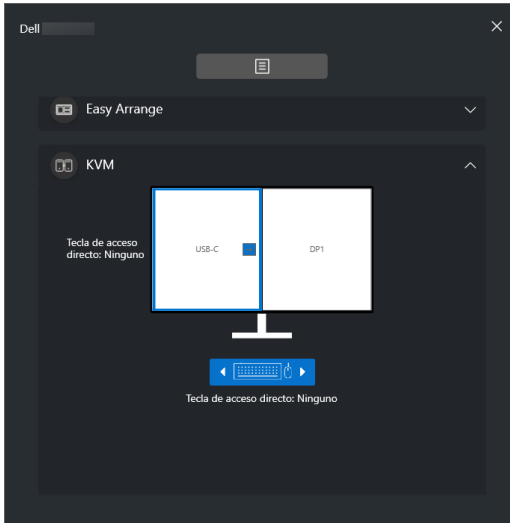 Dell
Easy Arrange
KVM
Tecla de acceso
directo: Ninguno
USB-C
DP1
Tecla de acceso directo: Ninguno